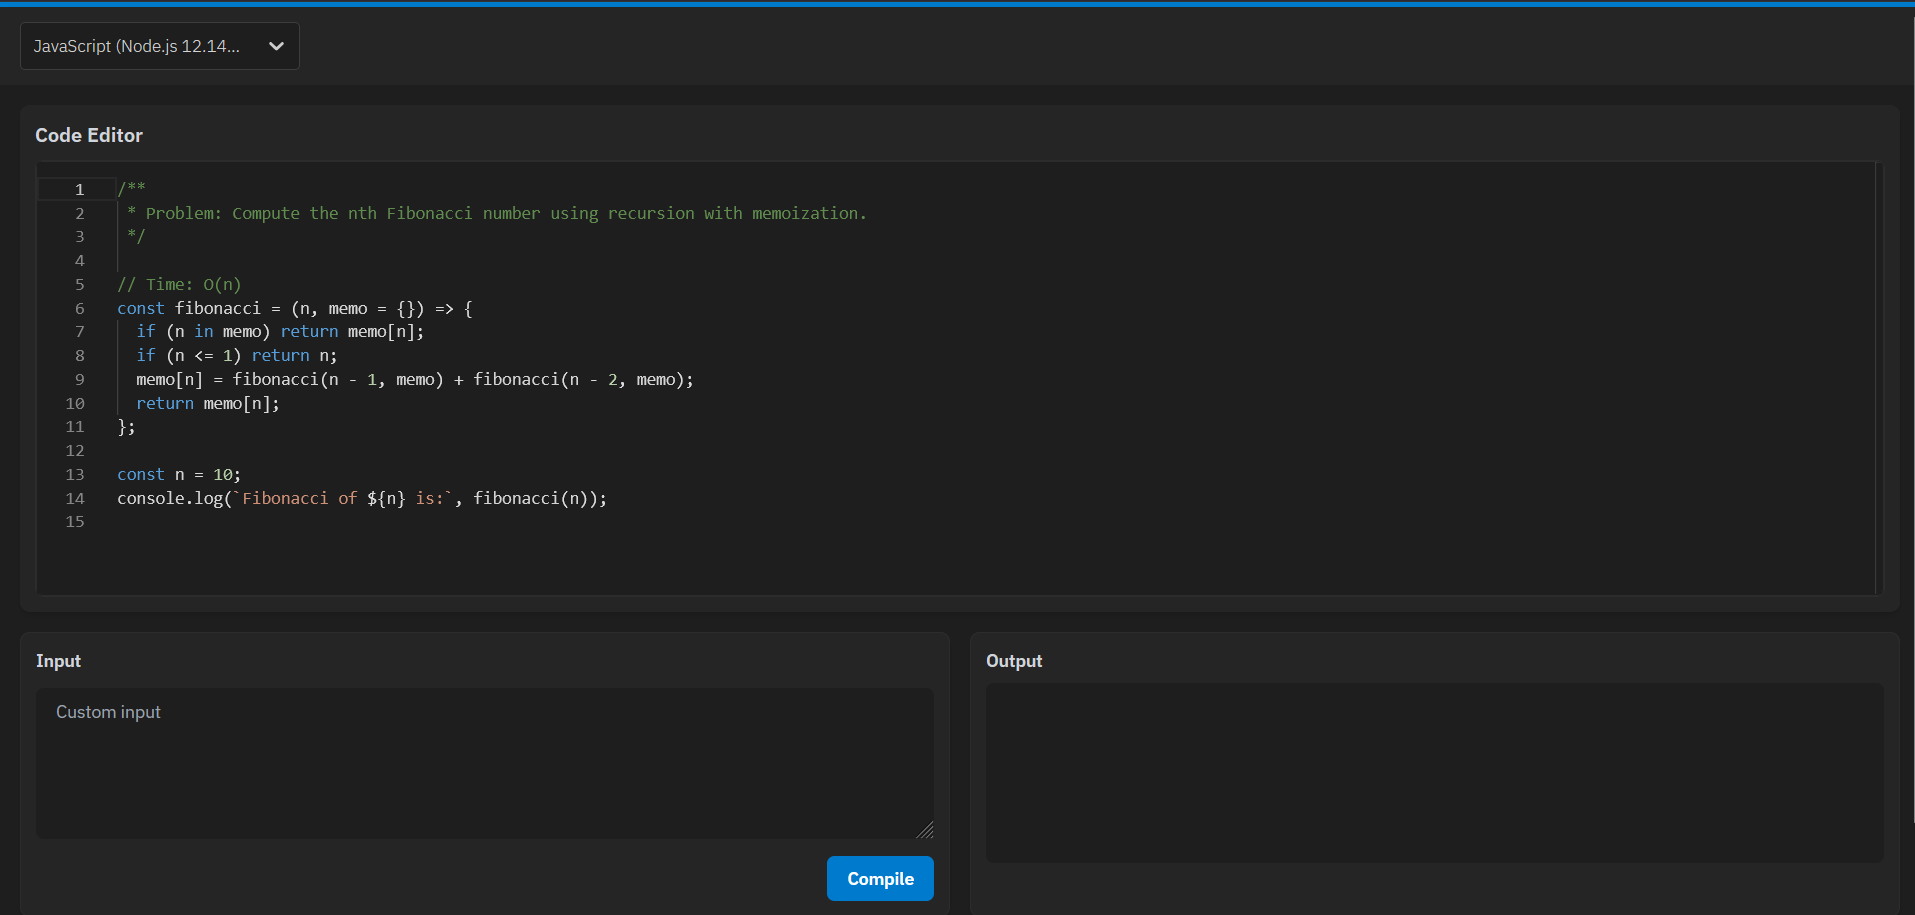 JavaScript (Node.js 12.14...
Code Editor
1 /**
2  * Problem: Compute the nth Fibonacci number using recursion with memoization.
3  */
4
5 // Time: O(n)
6 const fibonacci = (n, memo = {}) => {
7   if (n in memo) return memo[n];
8   if (n <= 1) return n;
9   memo[n] = fibonacci(n - 1, memo) + fibonacci(n - 2, memo);
10   return memo[n];
11 };
12
13 const n = 10;
14 console.log(`Fibonacci of ${n} is:`, fibonacci(n));
15
Input
Custom input
Compile
Output